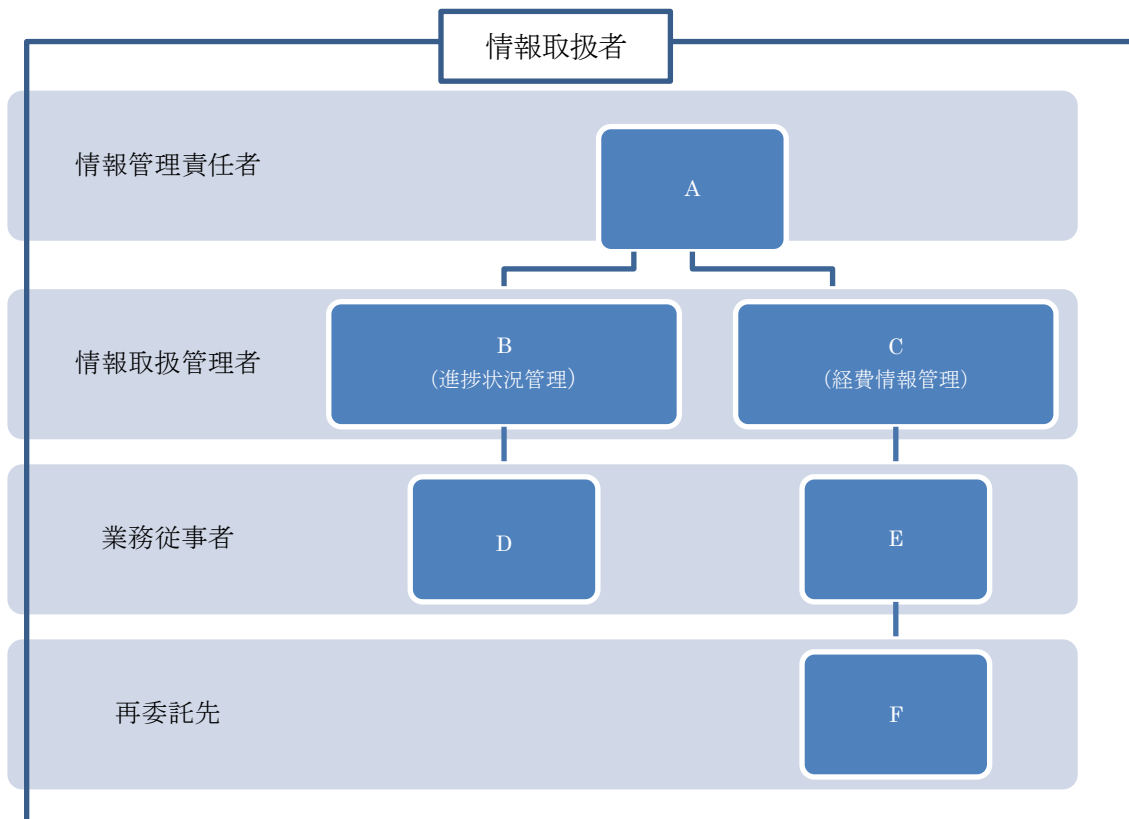 情報取扱者
情報管理責任者
A
情報取扱管理者
B
（進捗状況管理）
C
（経費情報管理）
業務従事者
D
E
再委託先
F